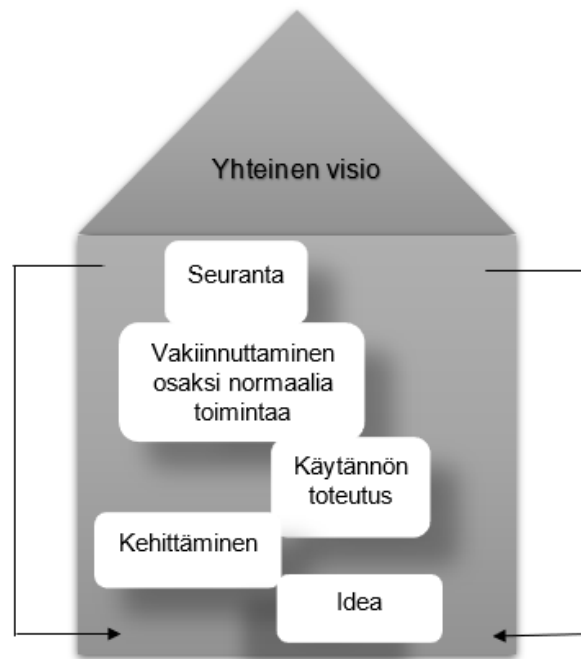 Yhteinen visio
Seuranta
Vakiinnuttaminen
osaksi normaalia
toimintaa
Käytännön
toteutus
Kehittäminen
Idea